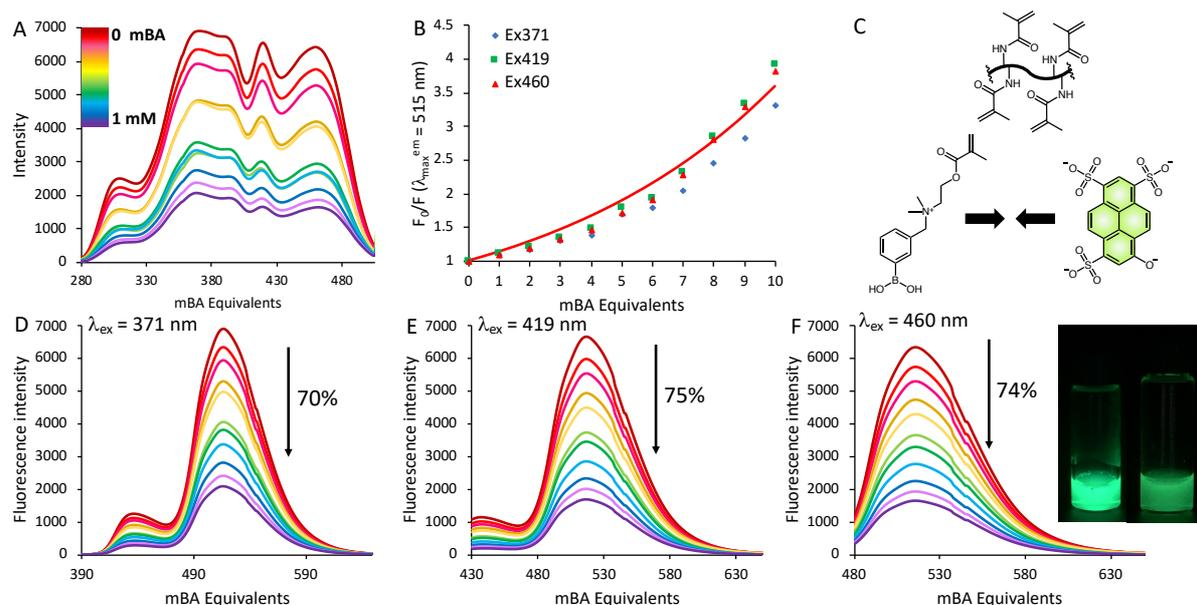 A
7000
6000
5000
4000
3000
2000
1000
0
Intensity
0 mBA
1 mM
280 330 380 430 480
mBA Equivalents
B
4.5
4
3.5
3
2.5
2
1.5
1
F₀/F (λmax^em = 515 nm)
Ex371
Ex419
Ex460
0 1 2 3 4 5 6 7 8 9 10
mBA Equivalents
C
O
HN
O
HN
NH
O
NH
O
O
O
N⁺
B
HO OH
⁻O
O
S
O
O
S
O
O⁻
O
S
O
⁻O
O⁻
D
λex = 371 nm
7000
6000
5000
4000
3000
2000
1000
0
Fluorescence intensity
70%
390 490 590
mBA Equivalents
E
λex = 419 nm
7000
6000
5000
4000
3000
2000
1000
0
Fluorescence intensity
75%
430 480 530 580 630
mBA Equivalents
F
λex = 460 nm
7000
6000
5000
4000
3000
2000
1000
0
Fluorescence intensity
74%
480 530 580 630
mBA Equivalents